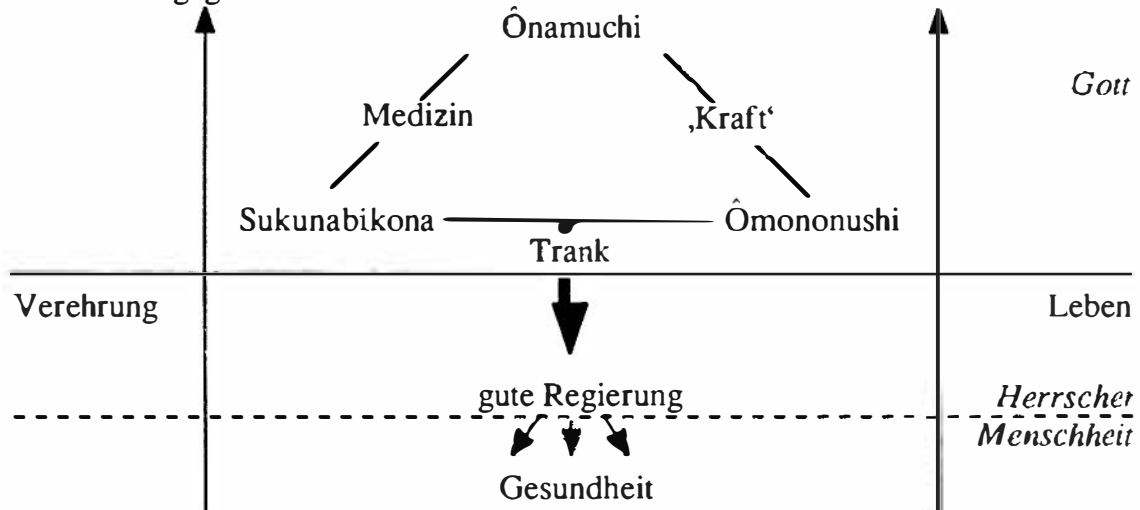 Ônamuchi
Gott
Medizin ‚Kraft‘
Sukunabikona Ômononushi
Trank
Verehrung Leben
gute Regierung Herrscher
Menschheit
Gesundheit